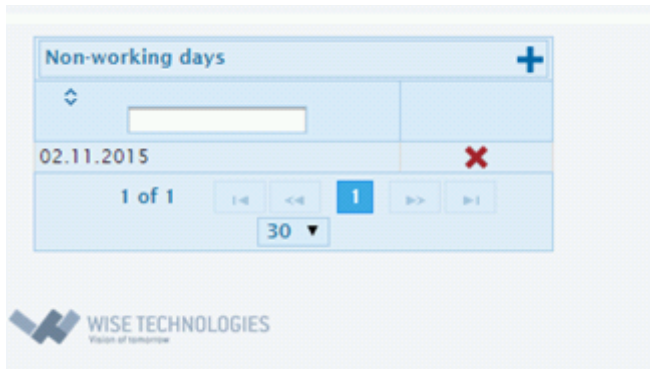 Non-working days
02.11.2015
1 of 1 1
30
WISE TECHNOLOGIES
Vision of tomorrow